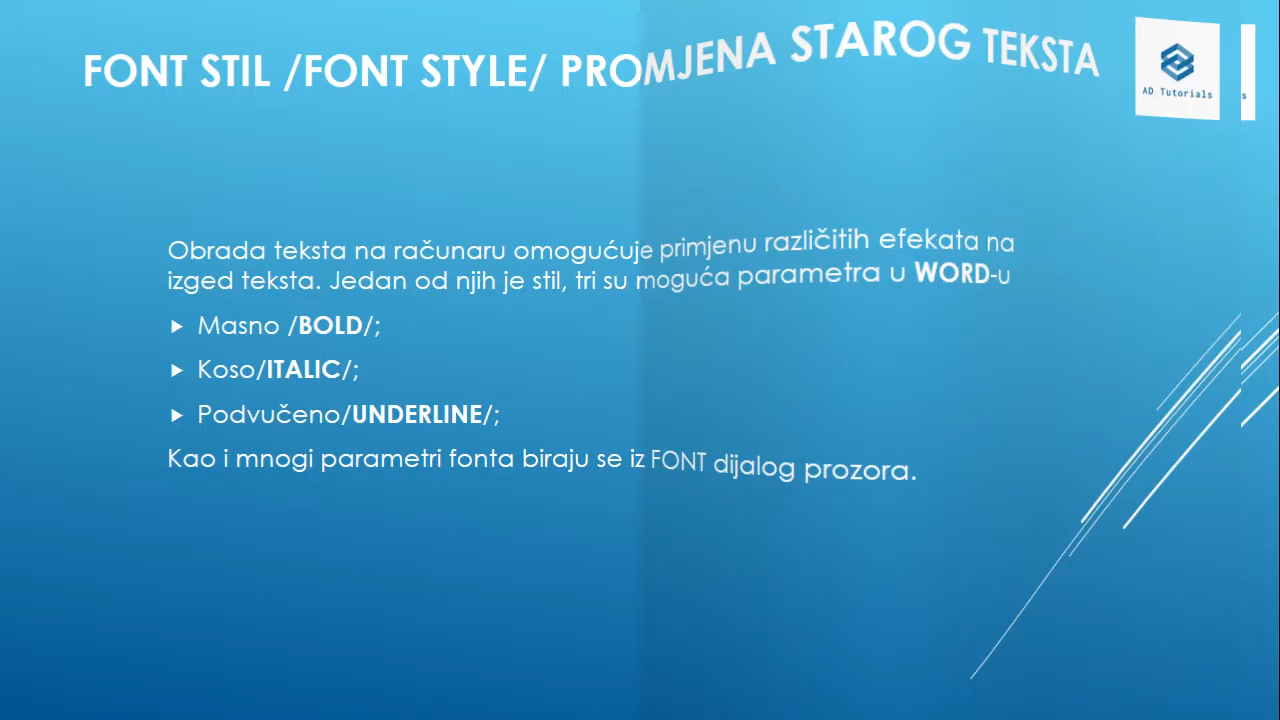 FONT STIL /FONT STYLE/ PROMJENA STAROG TEKSTA
AD Tutorials
s
Obrada teksta na računaru omogućuje primjenu različitih efekata na
izged teksta. Jedan od njih je stil, tri su moguća parametra u WORD-u
Masno /BOLD/;
Koso/ITALIC/;
Podvučeno/UNDERLINE/;
Kao i mnogi parametri fonta biraju se iz FONT dijalog prozora.